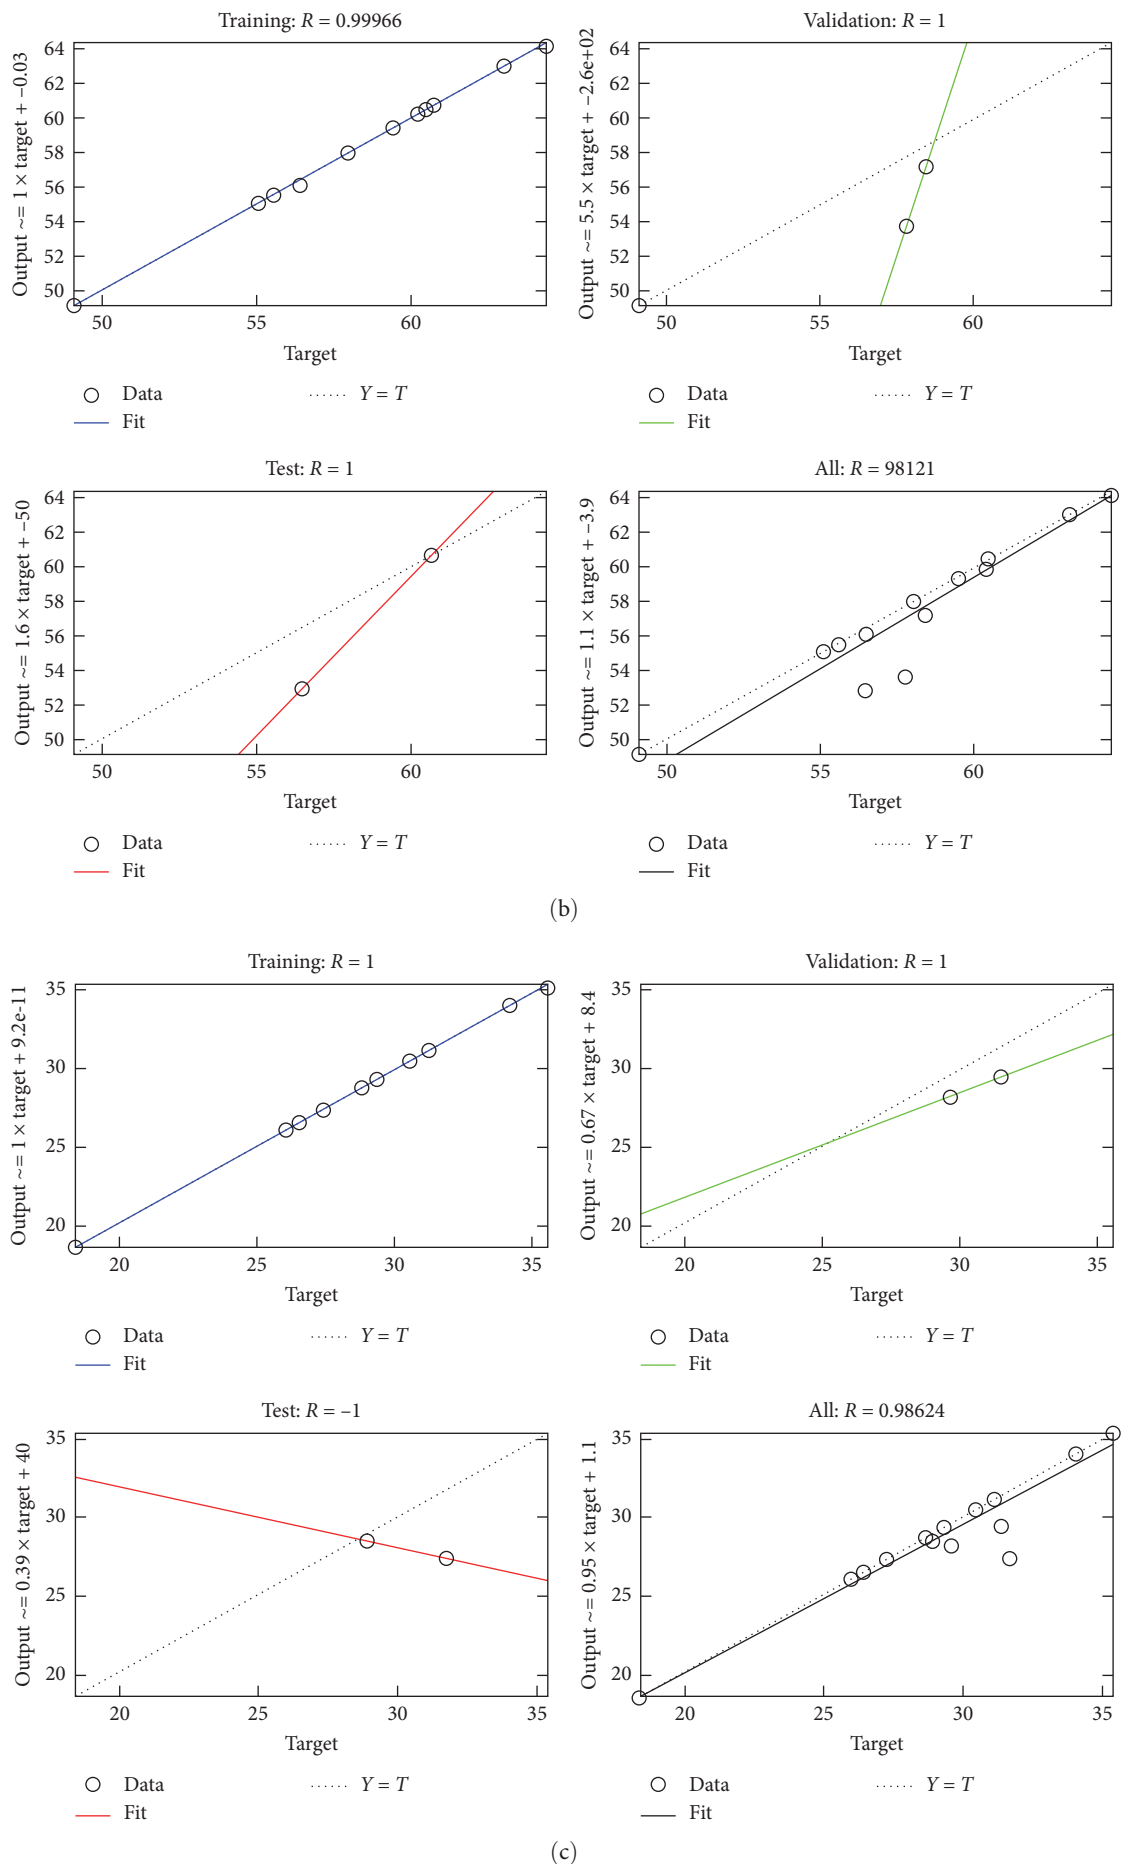 Training: R = 0.99966
Output ~= 1 × target + −0.03
64
62
60
58
56
54
52
50
50 55 60
Target
Data
Y = T
Fit
Validation: R = 1
Output ~= 5.5 × target + −2.6e+02
64
62
60
58
56
54
52
50
50 55 60
Target
Data
Y = T
Fit
Test: R = 1
Output ~= 1.6 × target + −50
64
62
60
58
56
54
52
50
50 55 60
Target
Data
Y = T
Fit
All: R = 98121
Output ~= 1.1 × target + −3.9
64
62
60
58
56
54
52
50
50 55 60
Target
Data
Y = T
Fit
(b)
Training: R = 1
Output ~= 1 × target + 9.2e-11
35
30
25
20
20 25 30 35
Target
Data
Y = T
Fit
Validation: R = 1
Output ~= 0.67 × target + 8.4
35
30
25
20
20 25 30 35
Target
Data
Y = T
Fit
Test: R = −1
Output ~= 0.39 × target + 40
35
30
25
20
20 25 30 35
Target
Data
Y = T
Fit
All: R = 0.98624
Output ~= 0.95 × target + 1.1
35
30
25
20
20 25 30 35
Target
Data
Y = T
Fit
(c)